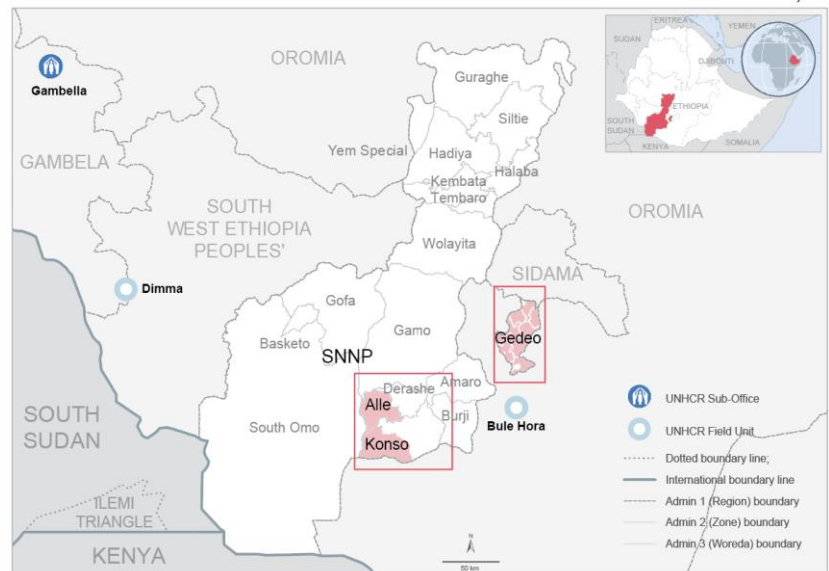 ERITREA
YEMEN
SUDAN
DJIBOUTI
ETHIOPIA
SOUTH
SUDAN
SOMALIA
KENYA
OROMIA
Gambella
Guraghe
Siltie
Yem Special
Hadiya
Halaba
Kembata
Tembaro
GAMBELA
SOUTH
WEST ETHIOPIA
PEOPLES'
OROMIA
Wolayita
SIDAMA
Dimma
Gofa
Gamo
Gedeo
Basketo
SNNP
Derashe
Amaro
Alle
Burji
South Omo
Konso
Bule Hora
SOUTH
SUDAN
ILEMI
TRIANGLE
KENYA
N
50 km
UNHCR Sub-Office
UNHCR Field Unit
Dotted boundary line;
International boundary line
Admin 1 (Region) boundary
Admin 2 (Zone) boundary
Admin 3 (Woreda) boundary